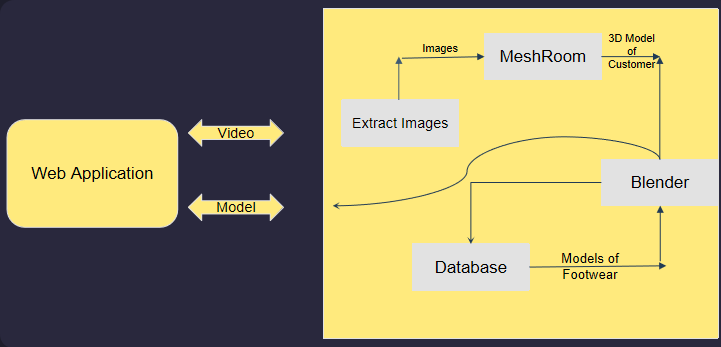 Web Application
Video
Model
Images
MeshRoom
3D Model
of
Customer
Extract Images
Blender
Database
Models of
Footwear